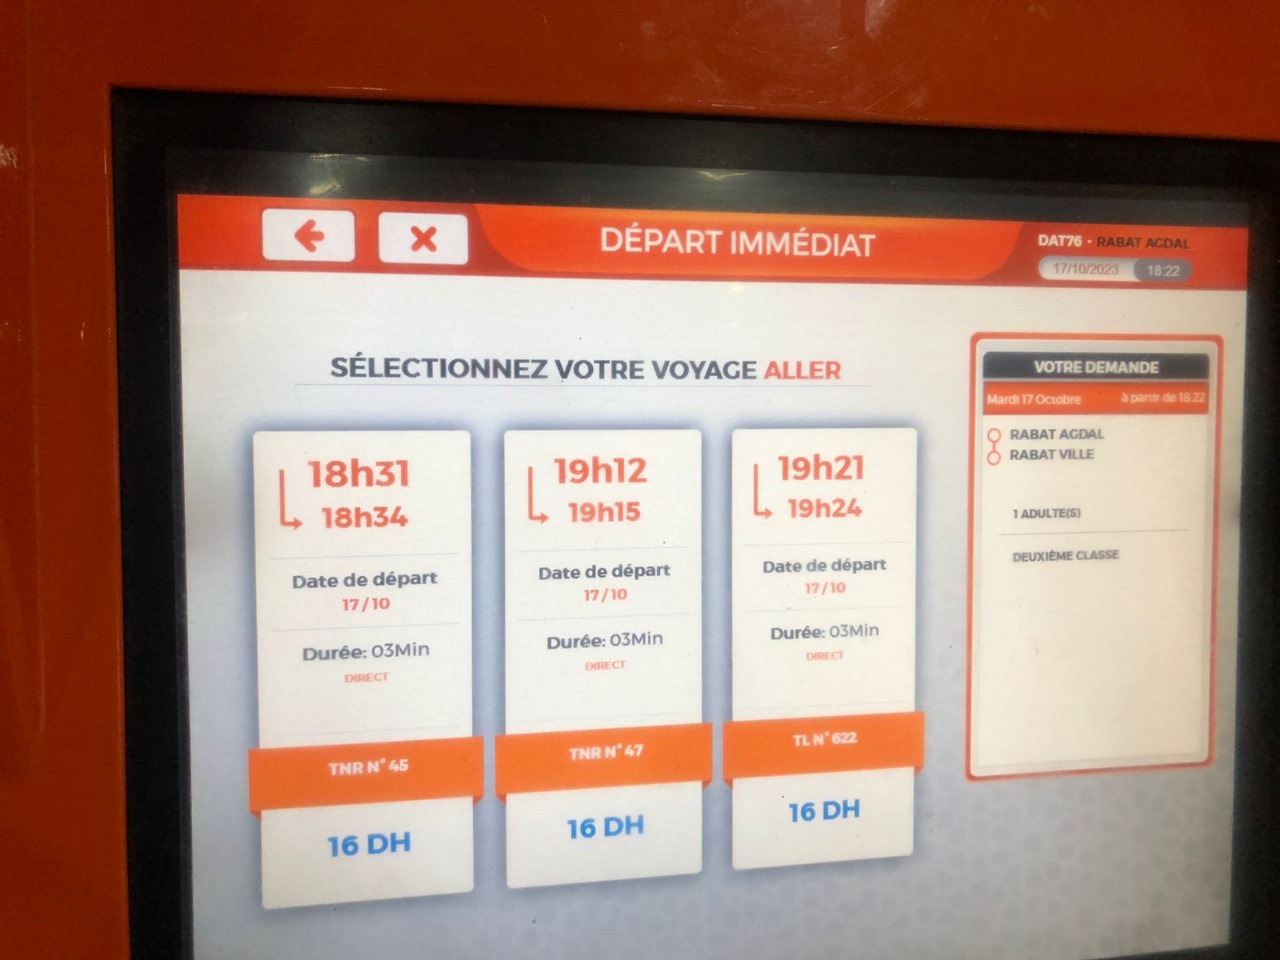 DÉPART IMMÉDIAT
DAT76 • RABAT AGDAL
17/10/2023 18:22
SÉLECTIONNEZ VOTRE VOYAGE ALLER
18h31
18h34
Date de départ
17/10
Durée: 03Min
DIRECT
TNR N°45
16 DH
19h12
19h15
Date de départ
17/10
Durée: 03Min
DIRECT
TNR N°47
16 DH
19h21
19h24
Date de départ
17/10
Durée: 03Min
DIRECT
TL N°622
16 DH
VOTRE DEMANDE
Mardi 17 Octobre à partir de 18:22
RABAT AGDAL
RABAT VILLE
1 ADULTE(S)
DEUXIÈME CLASSE